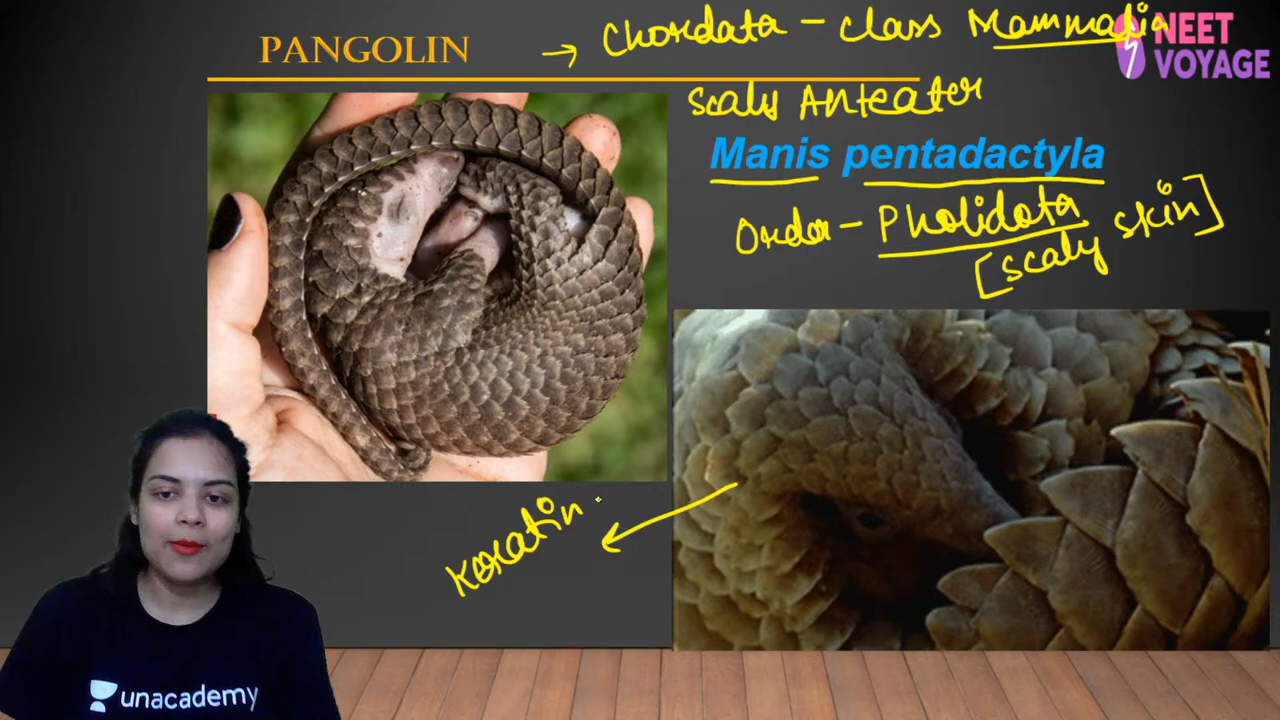 PANGOLIN
→ Chordata - class Mammalia
NEET
VOYAGE
Scaly Anteater
Manis pentadactyla
Order - Pholidota
[scaly skin]
Keratin
unacademy